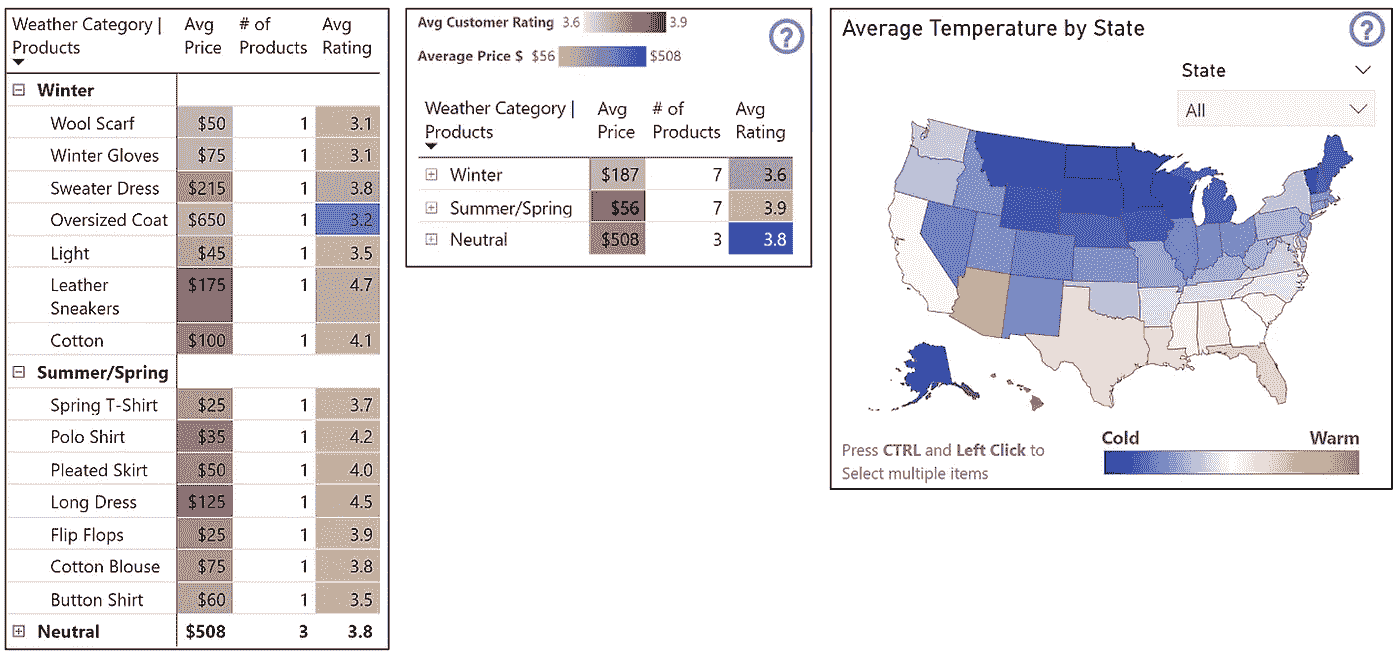 Weather Category | Avg # of Avg
Products Price Products Rating
Winter
Wool Scarf $50 1 3.1
Winter Gloves $75 1 3.1
Sweater Dress $215 1 3.8
Oversized Coat $650 1 3.2
Light $45 1 3.5
Leather $175 1 4.7
Sneakers
Cotton $100 1 4.1
Summer/Spring
Spring T-Shirt $25 1 3.7
Polo Shirt $35 1 4.2
Pleated Skirt $50 1 4.0
Long Dress $125 1 4.5
Flip Flops $25 1 3.9
Cotton Blouse $75 1 3.8
Button Shirt $60 1 3.5
Neutral $508 3 3.8
Avg Customer Rating 3.6 3.9
?
Average Price $ $56 $508
Weather Category | Avg # of Avg
Products Price Products Rating
Winter $187 7 3.6
Summer/Spring $56 7 3.9
Neutral $508 3 3.8
Average Temperature by State ?
State
All
Cold Warm
Press CTRL and Left Click to
Select multiple items